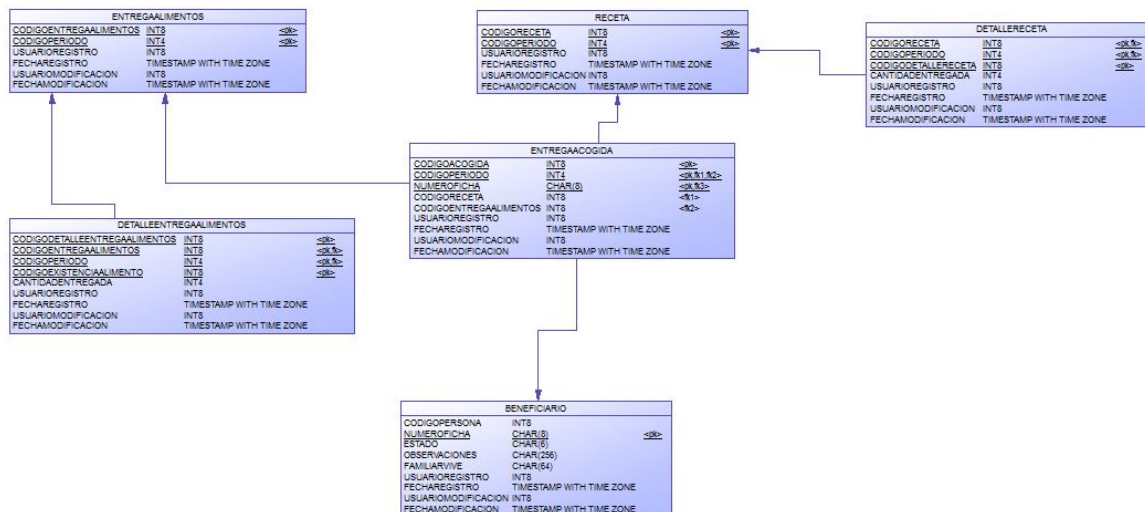 ENTREGAALIMENTOS
CODIGOENTREGAALIMENTOS INT8 <pk>
CODIGOPERIODO INT4 <pk>
USUARIOREGISTRO INT8
FECHAREGISTRO TIMESTAMP WITH TIME ZONE
USUARIOMODIFICACION INT8
FECHAMODIFICACION TIMESTAMP WITH TIME ZONE
RECETA
CODIGORECETA INT8 <pk>
CODIGOPERIODO INT4 <pk>
USUARIOREGISTRO INT8
FECHAREGISTRO TIMESTAMP WITH TIME ZONE
USUARIOMODIFICACION INT8
FECHAMODIFICACION TIMESTAMP WITH TIME ZONE
DETALLERECETA
CODIGORECETA INT8 <pk,fk>
CODIGOPERIODO INT4 <pk,fk>
CODIGODETALLERECETA INT8 <pk>
CANTIDADENTREGADA INT4
USUARIOREGISTRO INT8
FECHAREGISTRO TIMESTAMP WITH TIME ZONE
USUARIOMODIFICACION INT8
FECHAMODIFICACION TIMESTAMP WITH TIME ZONE
ENTREGAACOGIDA
CODIGOACOGIDA INT8 <pk>
CODIGOPERIODO INT4 <pk,fk1,fk2>
NUMEROFICHA CHAR(8) <pk,fk3>
CODIGORECETA INT8 <fk1>
CODIGOENTREGAALIMENTOS INT8 <fk2>
USUARIOREGISTRO INT8
FECHAREGISTRO TIMESTAMP WITH TIME ZONE
USUARIOMODIFICACION INT8
FECHAMODIFICACION TIMESTAMP WITH TIME ZONE
DETALLEENTREGAALIMENTOS
CODIGODETALLEENTREGAALIMENTOS INT8 <pk>
CODIGOENTREGAALIMENTOS INT8 <pk,fk>
CODIGOPERIODO INT4 <pk,fk>
CODIGOEXISTENCIAALIMENTO INT8 <pk>
CANTIDADENTREGADA INT4
USUARIOREGISTRO INT8
FECHAREGISTRO TIMESTAMP WITH TIME ZONE
USUARIOMODIFICACION INT8
FECHAMODIFICACION TIMESTAMP WITH TIME ZONE
BENEFICIARIO
CODIGOPERSONA INT8
NUMEROFICHA CHAR(8) <pk>
ESTADO CHAR(6)
OBSERVACIONES CHAR(256)
FAMILIARVIVE CHAR(64)
USUARIOREGISTRO INT8
FECHAREGISTRO TIMESTAMP WITH TIME ZONE
USUARIOMODIFICACION INT8
FECHAMODIFICACION TIMESTAMP WITH TIME ZONE